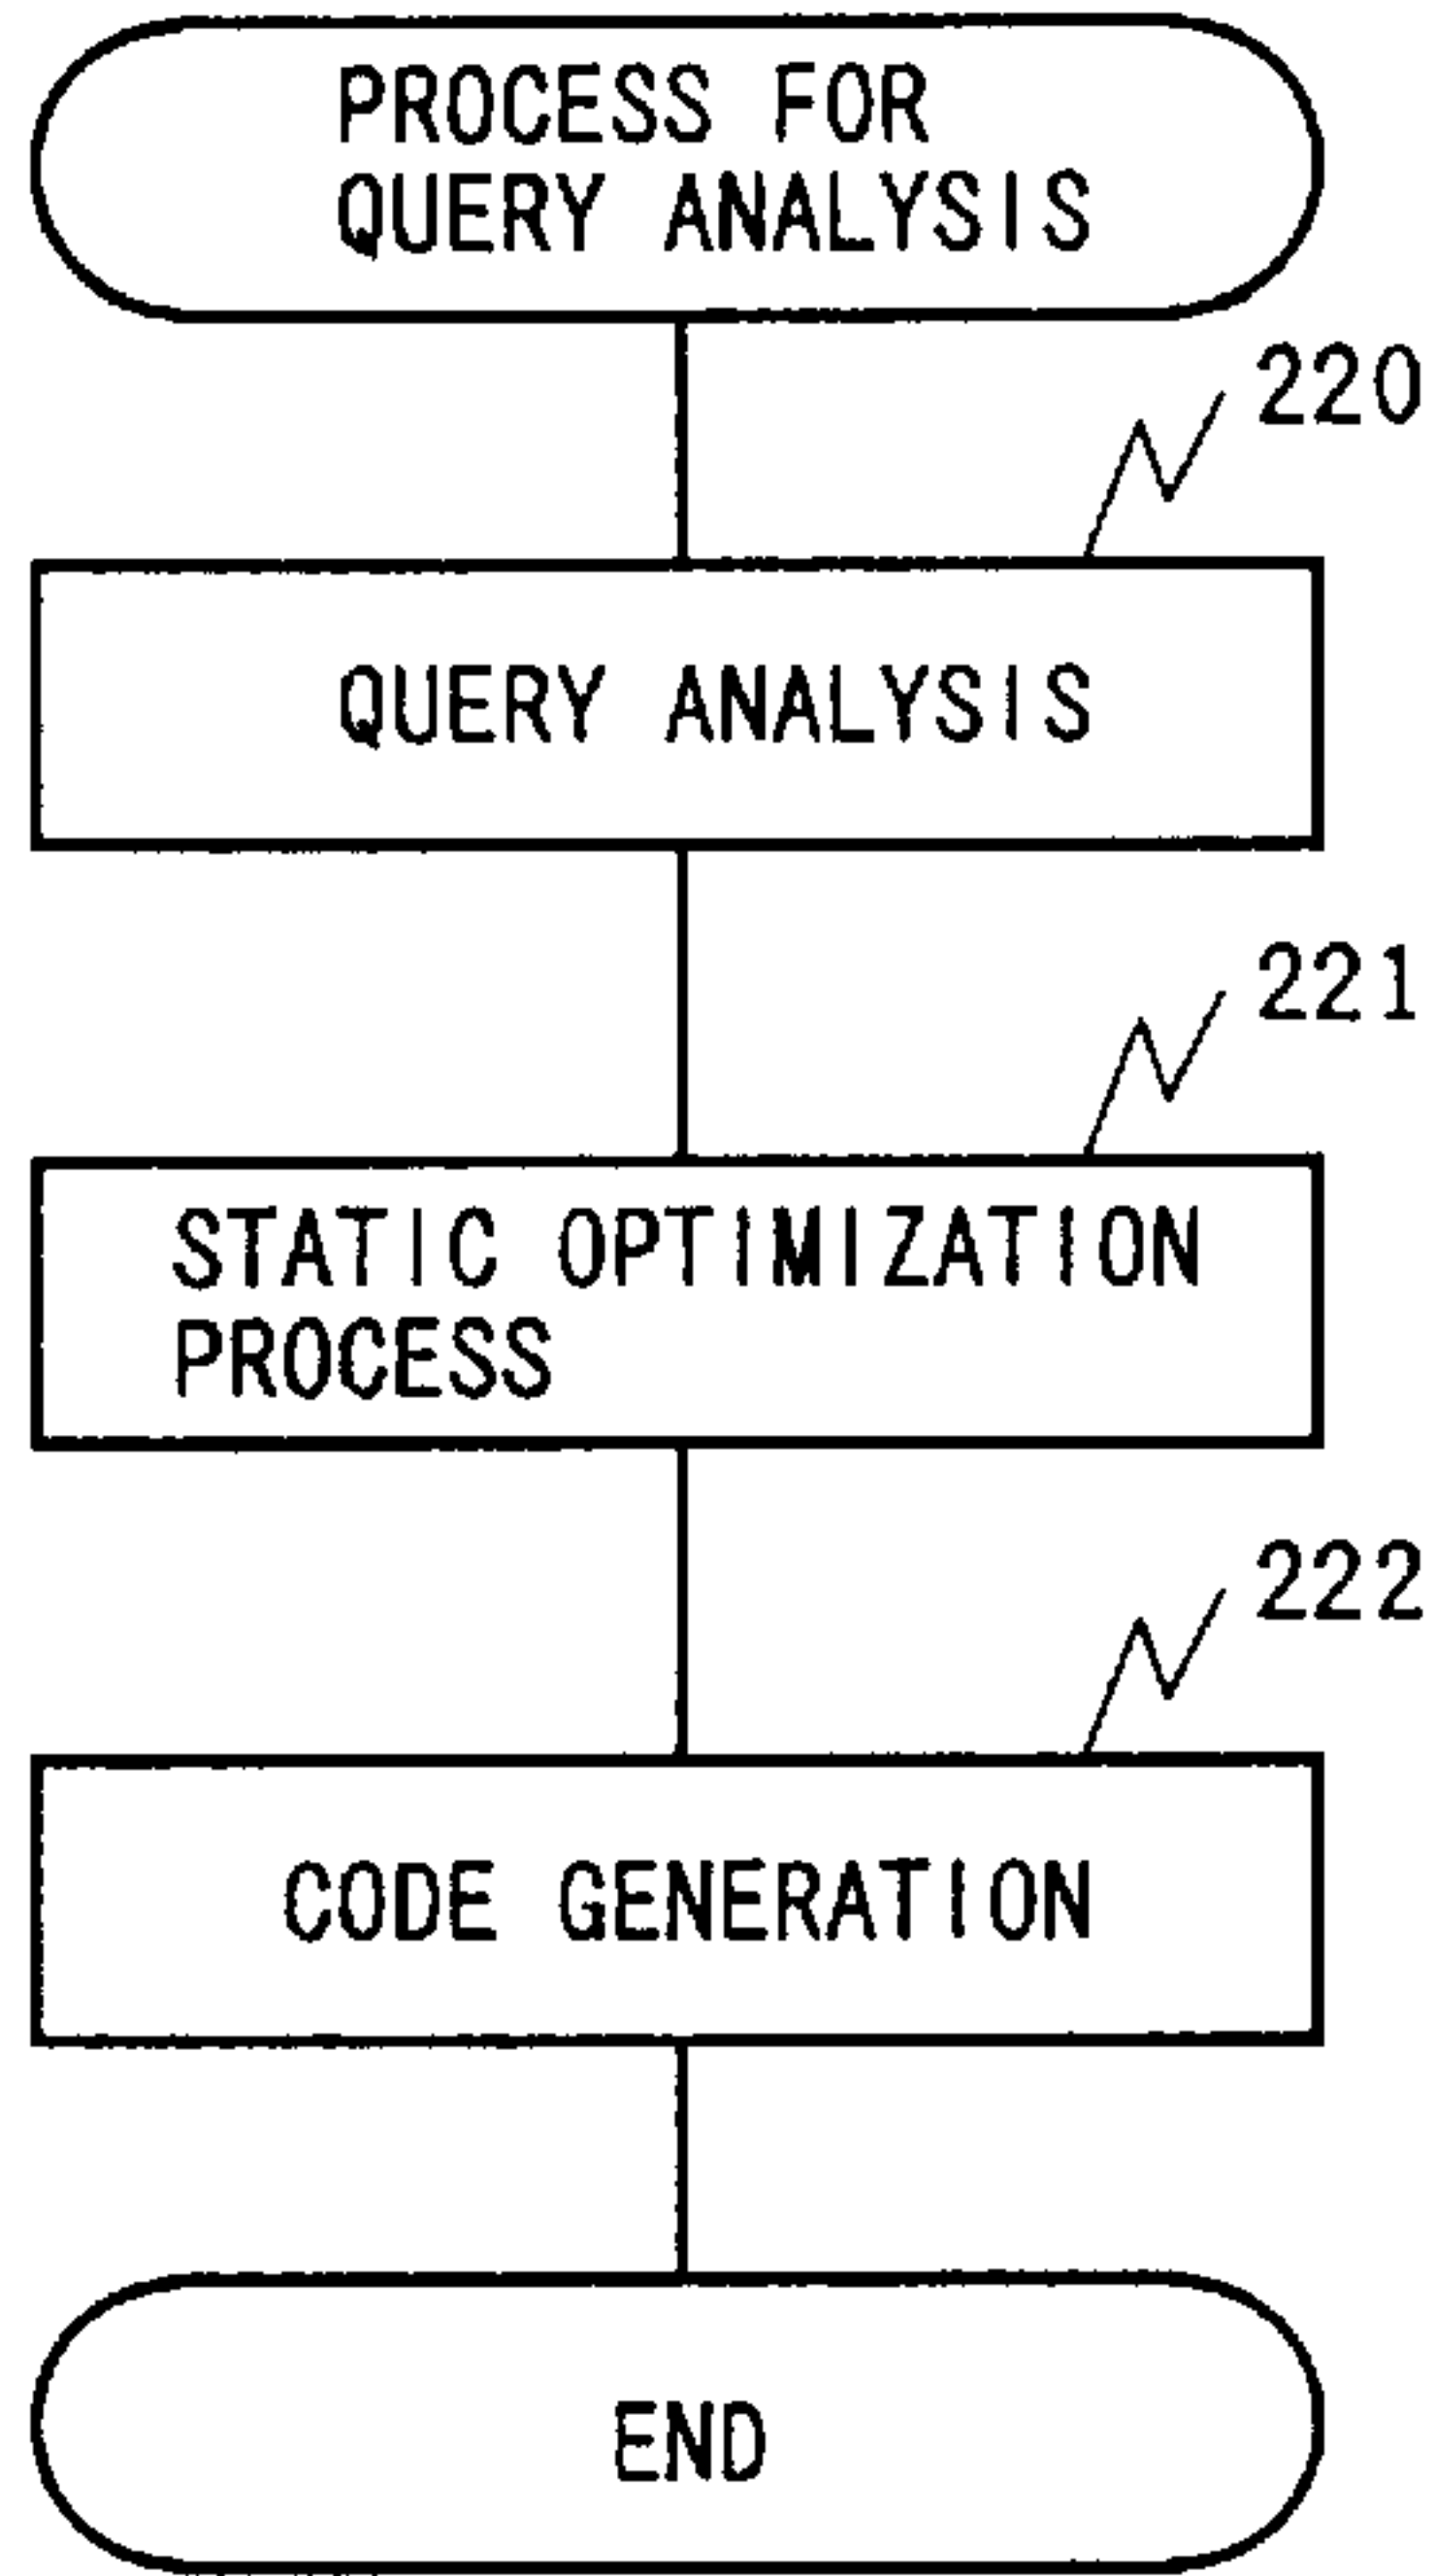 PROCESS FOR
QUERY ANALYSIS
220
QUERY ANALYSIS
221
STATIC OPTIMIZATION
PROCESS
222
CODE GENERATION
END